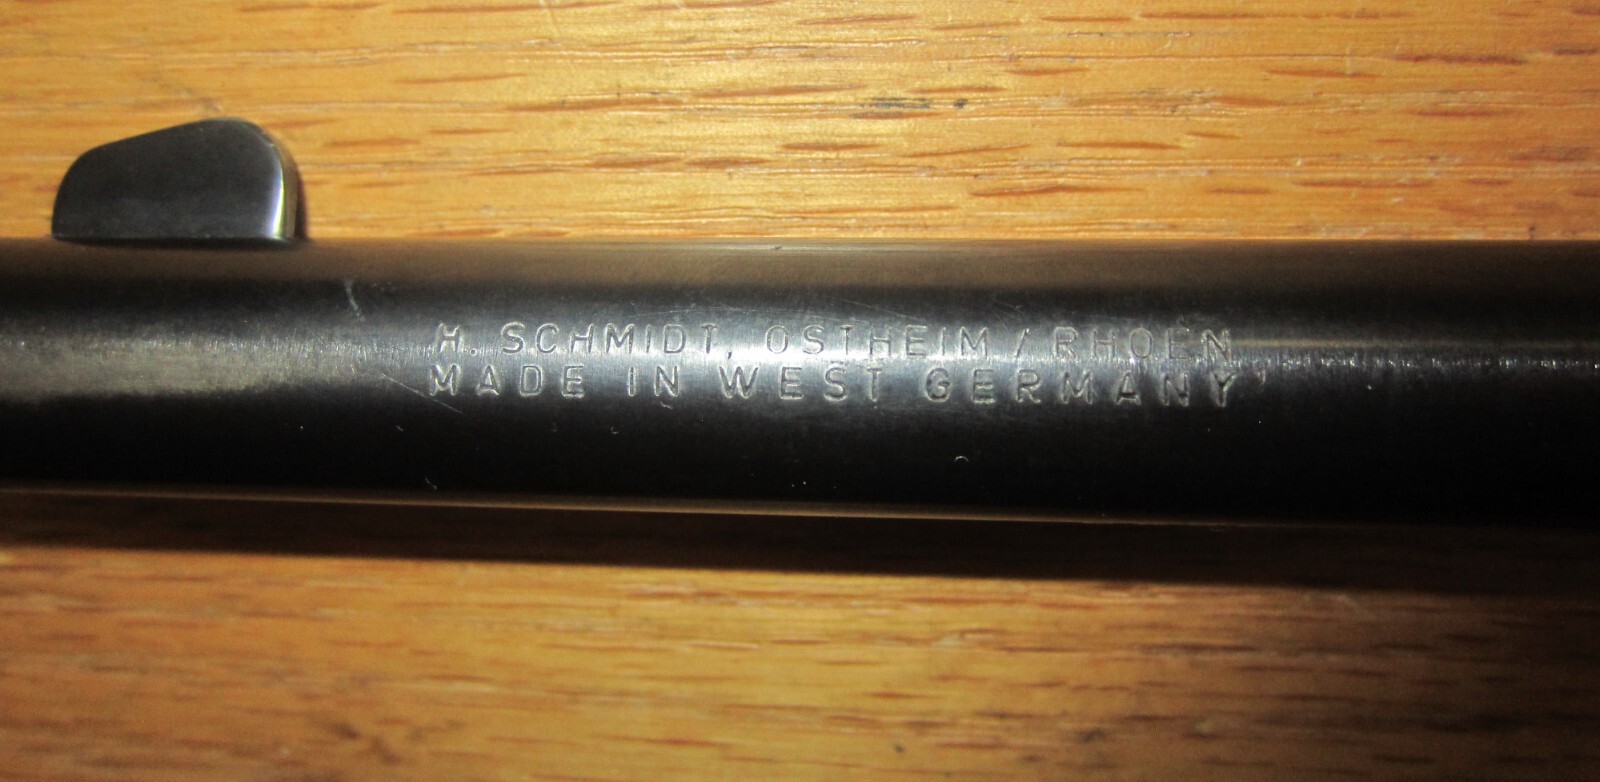 H. SCHMIDT, OSTHEIM / RHOEN
MADE IN WEST GERMANY